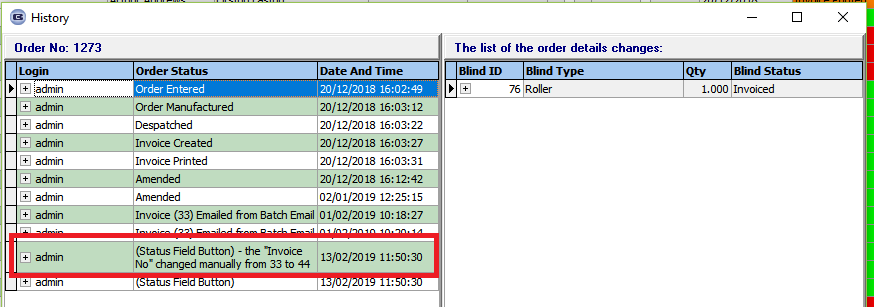 History
Order No: 1273
The list of the order details changes:
Login Order Status Date And Time
Blind ID Blind Type Qty Blind Status
admin Order Entered 20/12/2018 16:02:49
76 Roller 1.000 Invoiced
admin Order Manufactured 20/12/2018 16:03:12
admin Despatched 20/12/2018 16:03:22
admin Invoice Created 20/12/2018 16:03:27
admin Invoice Printed 20/12/2018 16:03:31
admin Amended 20/12/2018 16:12:42
admin Amended 02/01/2019 12:25:15
admin Invoice (33) Emailed from Batch Email 01/02/2019 10:18:27
admin Invoice (33) Emailed from Batch Email 01/02/2019
admin (Status Field Button) - the "Invoice
No" changed manually from 33 to 44 13/02/2019 11:50:30
admin (Status Field Button) 13/02/2019 11:50:30